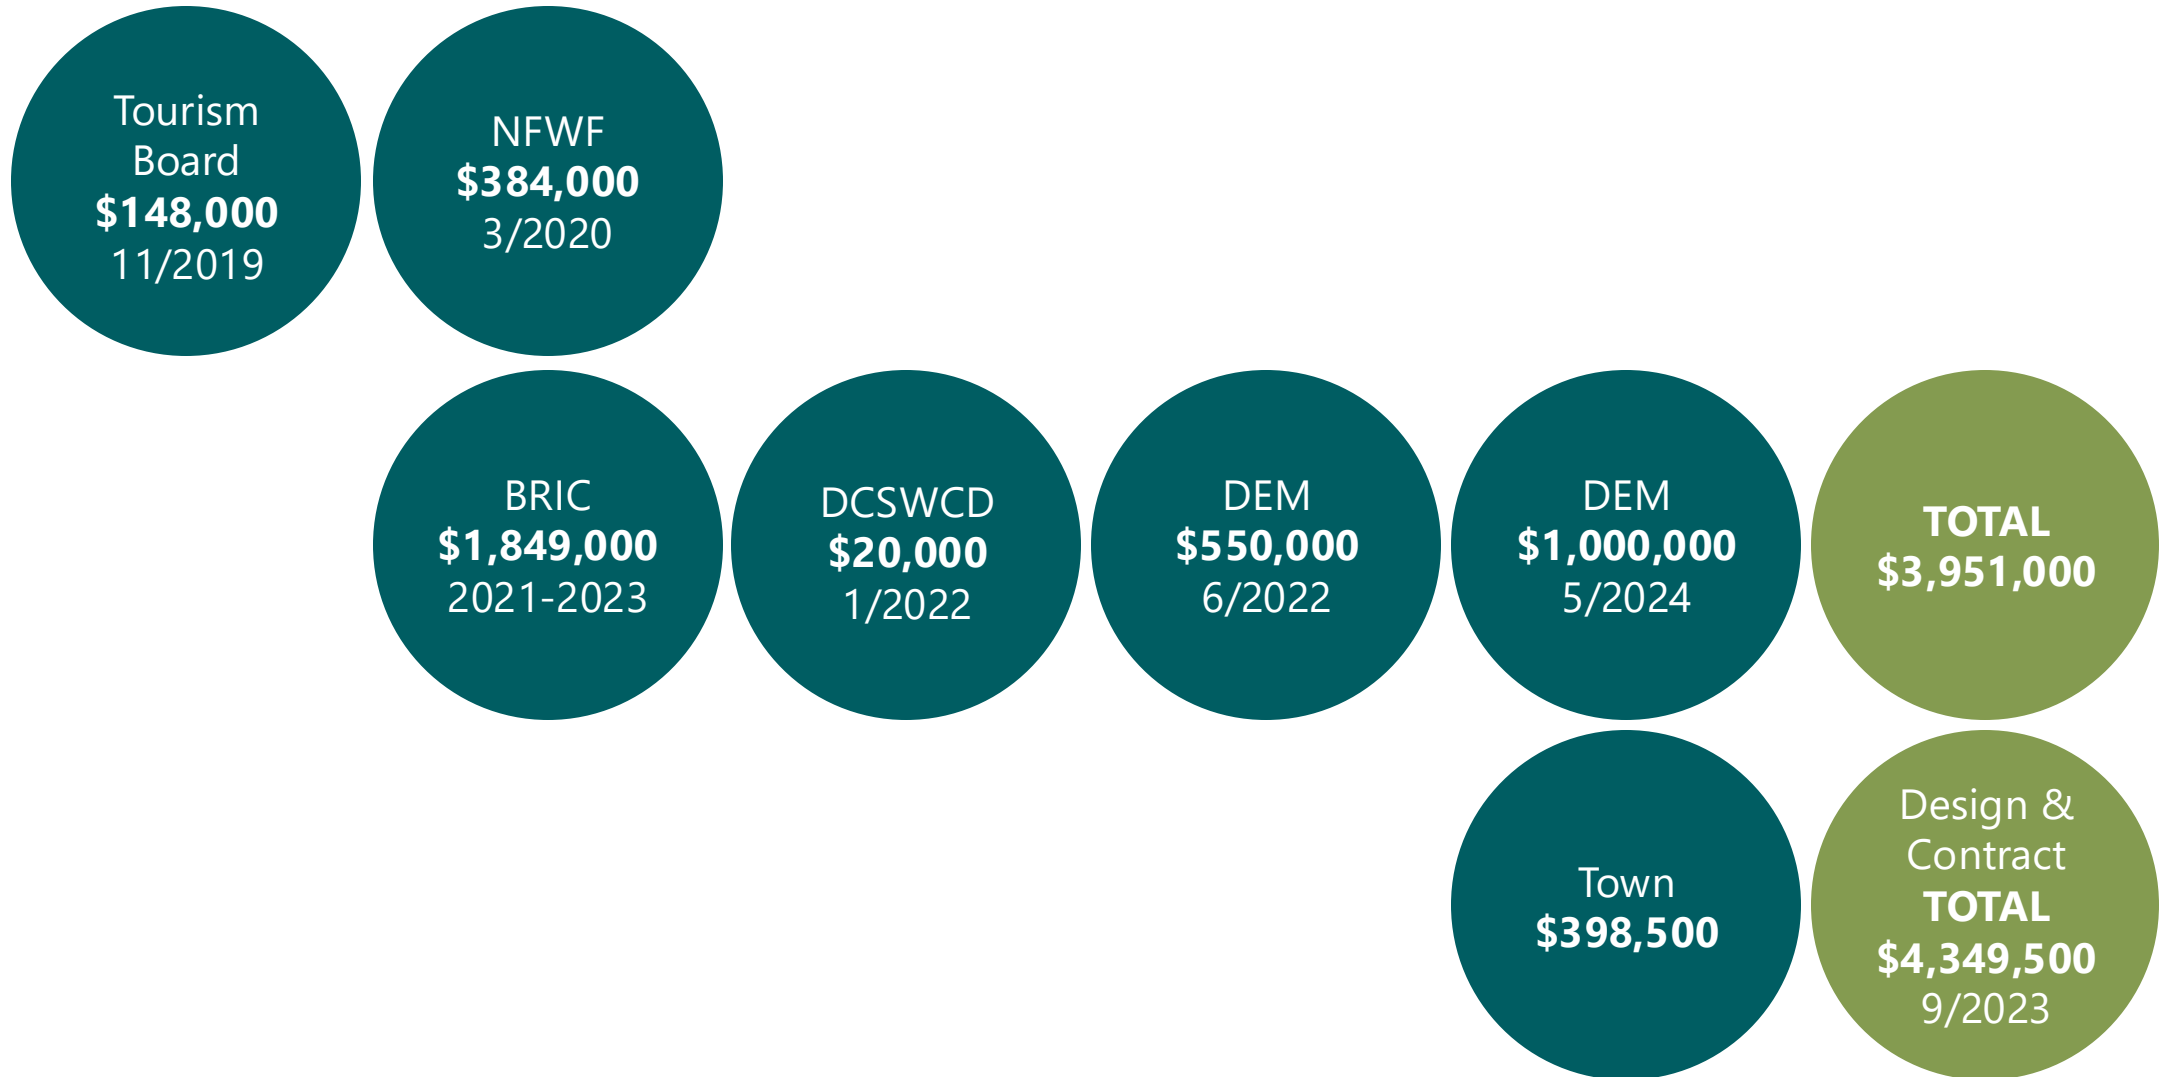 Tourism
Board
$148,000
11/2019
NFWF
$384,000
3/2020
BRIC
$1,849,000
2021-2023
DCSWCD
$20,000
1/2022
DEM
$550,000
6/2022
DEM
$1,000,000
5/2024
TOTAL
$3,951,000
Town
$398,500
Design &
Contract
TOTAL
$4,349,500
9/2023